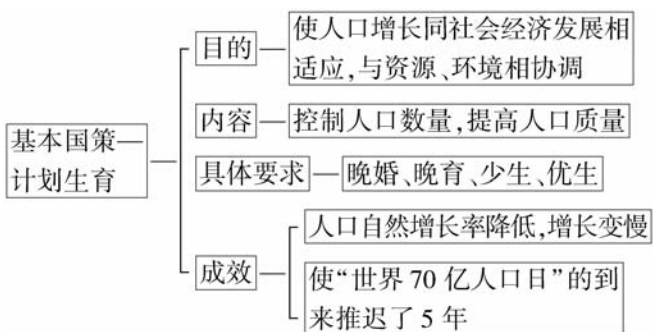 基本国策—
计划生育
目的
使人口增长同社会经济发展相
适应,与资源、环境相协调
内容
控制人口数量,提高人口质量
具体要求
晚婚、晚育、少生、优生
成效
人口自然增长率降低,增长变慢
使“世界 70 亿人口日”的到
来推迟了 5 年